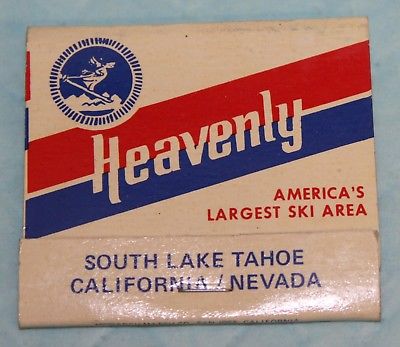 Heavenly
AMERICA'S
LARGEST SKI AREA
SOUTH LAKE TAHOE
CALIFORNIA/NEVADA